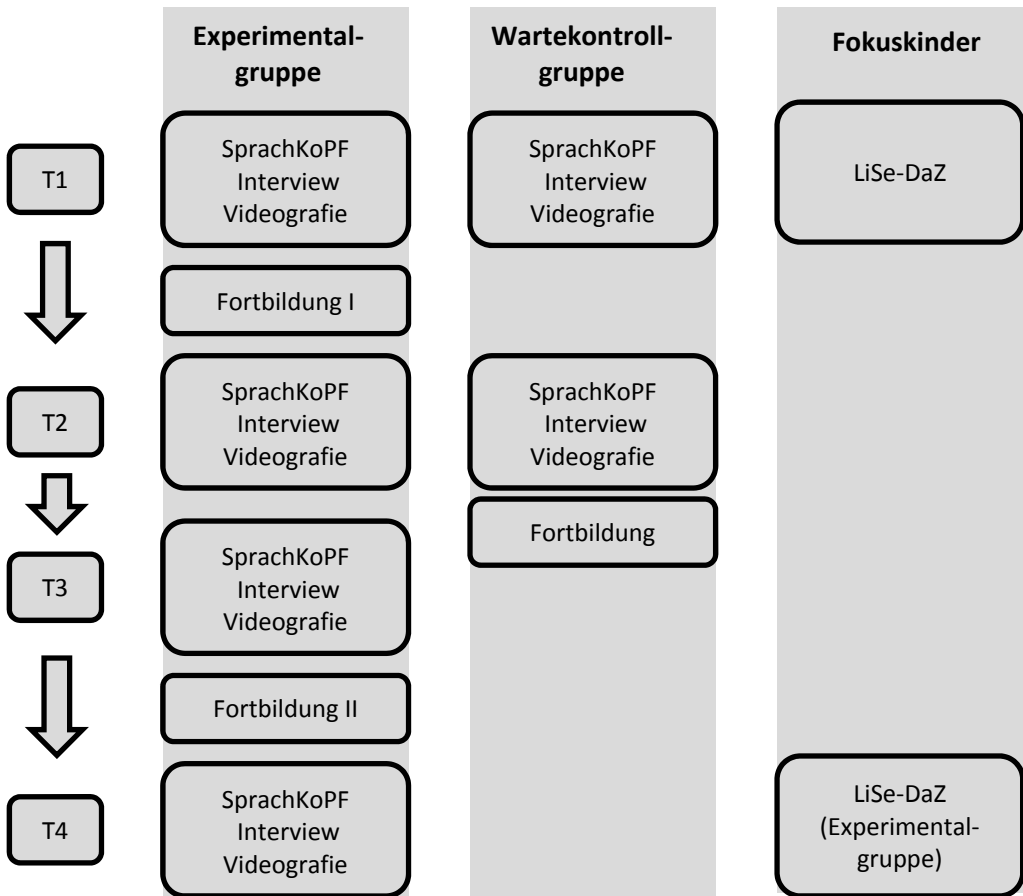 Experimental-
gruppe
Wartekontroll-
gruppe
Fokuskinder
T1
SprachKoPF
Interview
Videografie
SprachKoPF
Interview
Videografie
LiSe-DaZ
Fortbildung I
T2
SprachKoPF
Interview
Videografie
SprachKoPF
Interview
Videografie
Fortbildung
T3
SprachKoPF
Interview
Videografie
Fortbildung II
T4
SprachKoPF
Interview
Videografie
LiSe-DaZ
(Experimental-
gruppe)